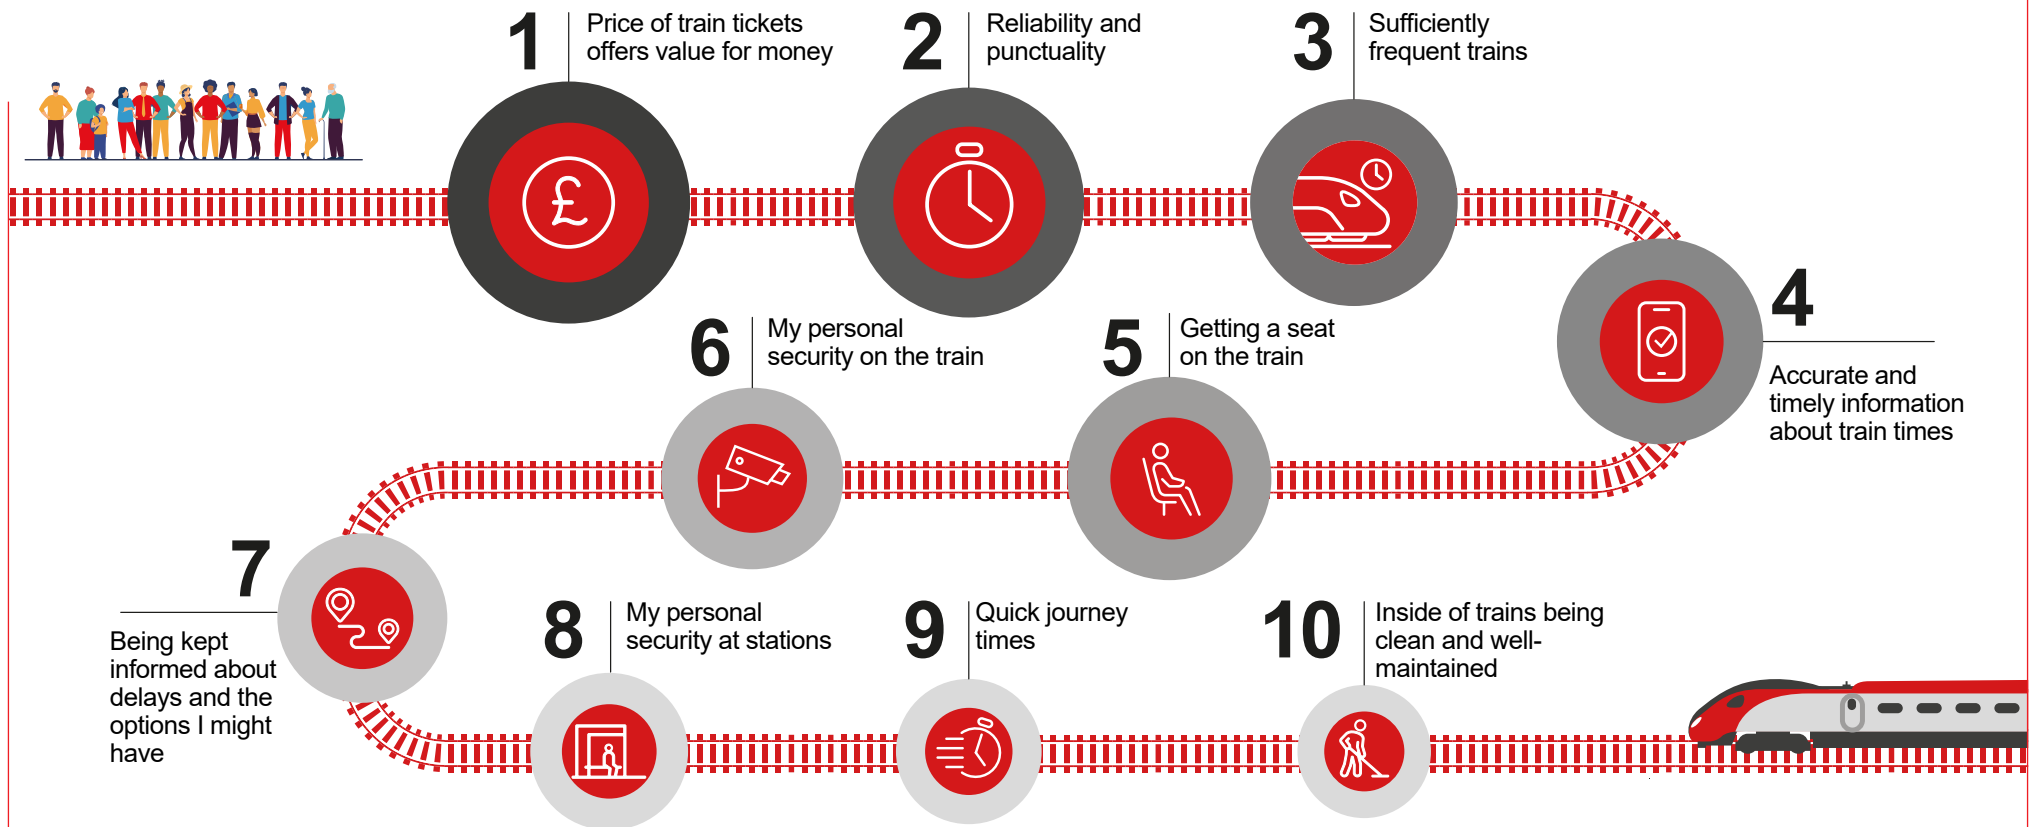 1
Price of train tickets
offers value for money
2
Reliability and
punctuality
3
Sufficiently
frequent trains
4
Accurate and
timely information
about train times
5
Getting a seat
on the train
6
My personal
security on the train
7
Being kept
informed about
delays and the
options I might
have
8
My personal
security at stations
9
Quick journey
times
10
Inside of trains being
clean and well-
maintained
£